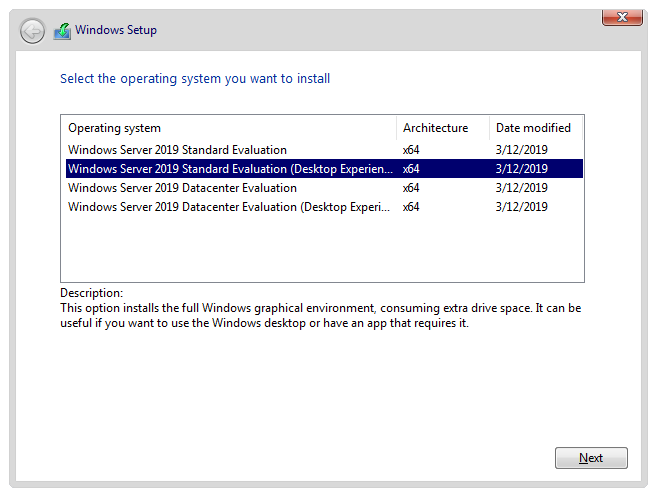 Windows Setup
Select the operating system you want to install
Operating system Architecture Date modified
Windows Server 2019 Standard Evaluation x64 3/12/2019
Windows Server 2019 Standard Evaluation (Desktop Experien... x64 3/12/2019
Windows Server 2019 Datacenter Evaluation x64 3/12/2019
Windows Server 2019 Datacenter Evaluation (Desktop Experi... x64 3/12/2019
Description:
This option installs the full Windows graphical environment, consuming extra drive space. It can be
useful if you want to use the Windows desktop or have an app that requires it.
Next